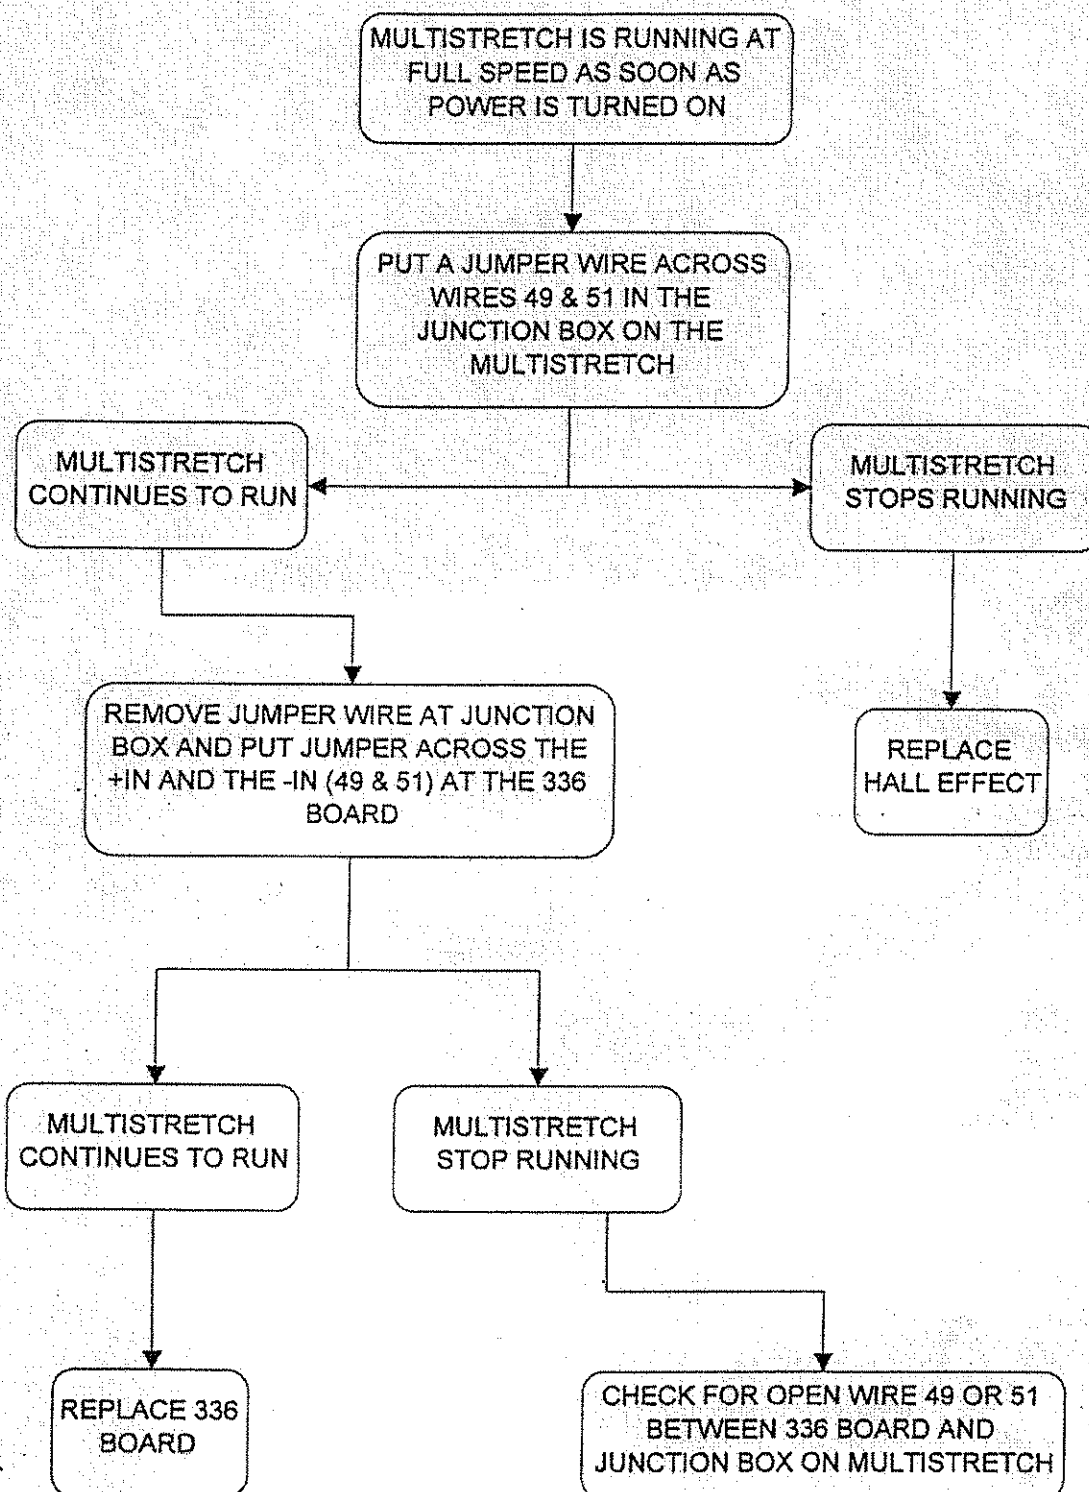 MULTISTRETCH IS RUNNING AT
FULL SPEED AS SOON AS
POWER IS TURNED ON
PUT A JUMPER WIRE ACROSS
WIRES 49 & 51 IN THE
JUNCTION BOX ON THE
MULTISTRETCH
MULTISTRETCH
CONTINUES TO RUN
MULTISTRETCH
STOPS RUNNING
REMOVE JUMPER WIRE AT JUNCTION
BOX AND PUT JUMPER ACROSS THE
+IN AND THE -IN (49 & 51) AT THE 336
BOARD
REPLACE
HALL EFFECT
MULTISTRETCH
CONTINUES TO RUN
MULTISTRETCH
STOP RUNNING
REPLACE 336
BOARD
CHECK FOR OPEN WIRE 49 OR 51
BETWEEN 336 BOARD AND
JUNCTION BOX ON MULTISTRETCH